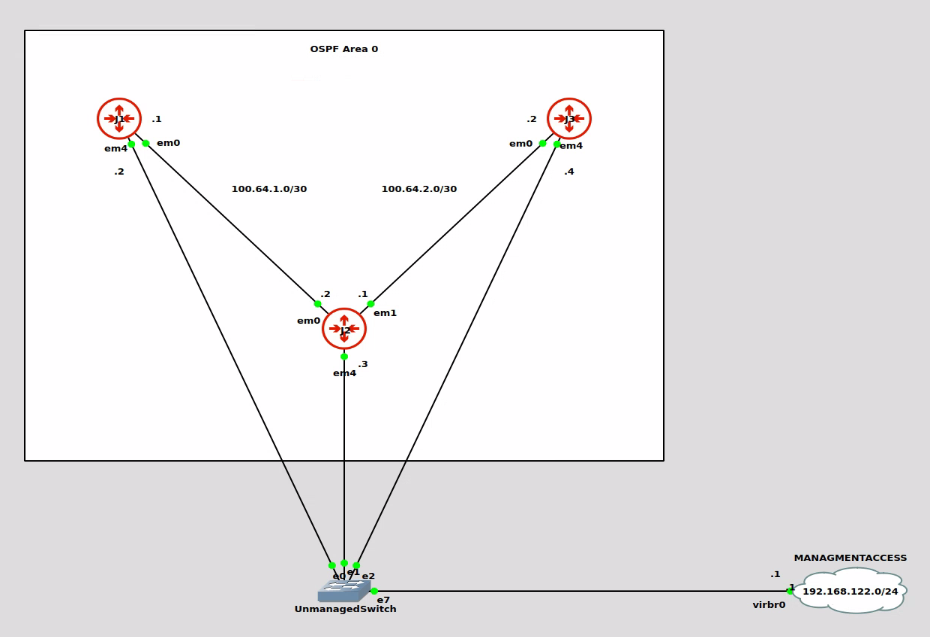 OSPF Area 0
J1
.1
em4
em0
.2
.2
J3
em0
em4
.4
100.64.1.0/30
100.64.2.0/30
.2
.1
em0
em1
J2
.3
em4
MANAGMENTACCESS
e0
e1
e2
e7
UnmanagedSwitch
.1
.1
virbr0
192.168.122.0/24